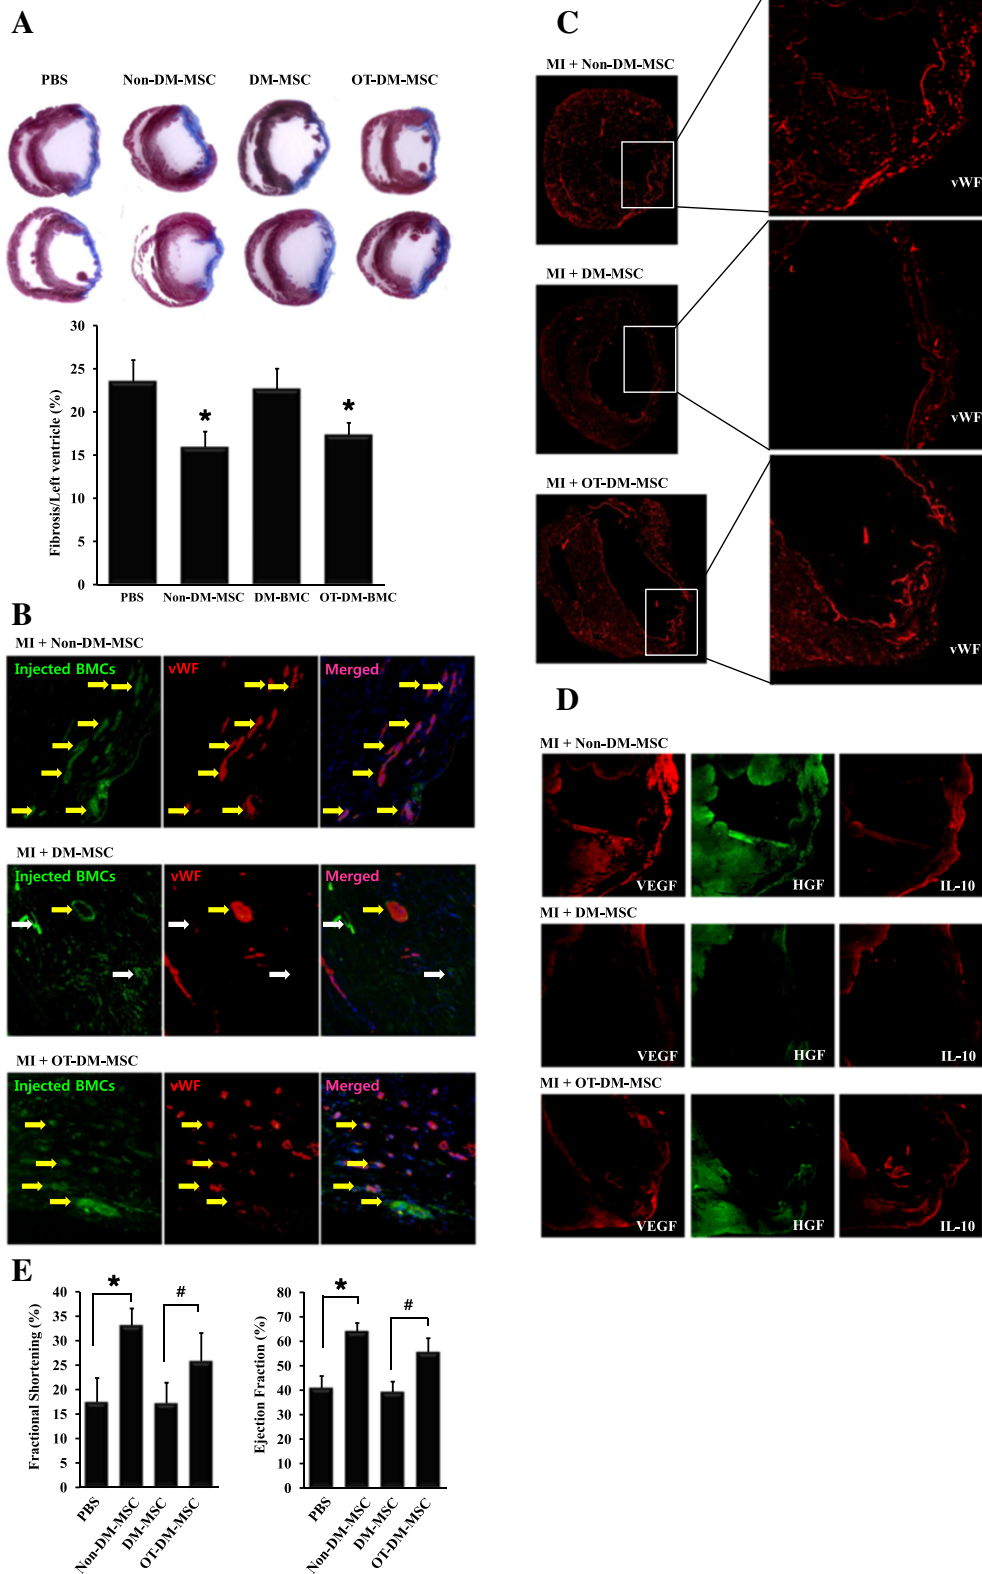 A
PBS Non-DM-MSC DM-MSC OT-DM-MSC
Fibrosis/Left ventricle (%)
30
25
20
15
10
5
0
* *
PBS Non-DM-MSC DM-BMC OT-DM-BMC
B
MI + Non-DM-MSC
Injected BMCs vWF Merged
MI + DM-MSC
Injected BMCs vWF Merged
MI + OT-DM-MSC
Injected BMCs vWF Merged
C
MI + Non-DM-MSC
vWF
MI + DM-MSC
vWF
MI + OT-DM-MSC
vWF
D
MI + Non-DM-MSC
VEGF HGF IL-10
MI + DM-MSC
VEGF HGF IL-10
MI + OT-DM-MSC
VEGF HGF IL-10
E
Fractional Shortening (%)
40
35
30
25
20
15
10
5
0
* #
PBS
Non-DM-MSC
DM-MSC
OT-DM-MSC
Ejection Fraction (%)
80
70
60
50
40
30
20
10
0
* #
PBS
Non-DM-MSC
DM-MSC
OT-DM-MSC